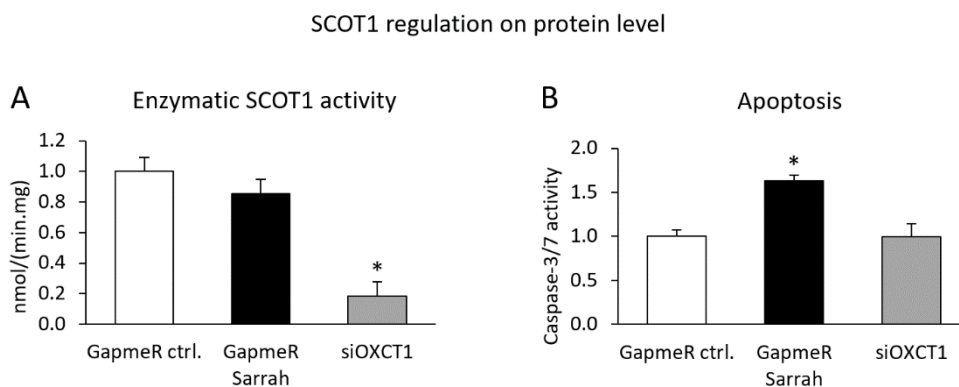 SCOT1 regulation on protein level
A
Enzymatic SCOT1 activity
nmol/(min.mg)
1.2
1.0
0.8
0.6
0.4
0.2
0.0
*
GapmeR ctrl.
GapmeR
Sarrah
siOXCT1
B
Apoptosis
Caspase-3/7 activity
2.0
1.5
1.0
0.5
0.0
*
GapmeR ctrl.
GapmeR
Sarrah
siOXCT1